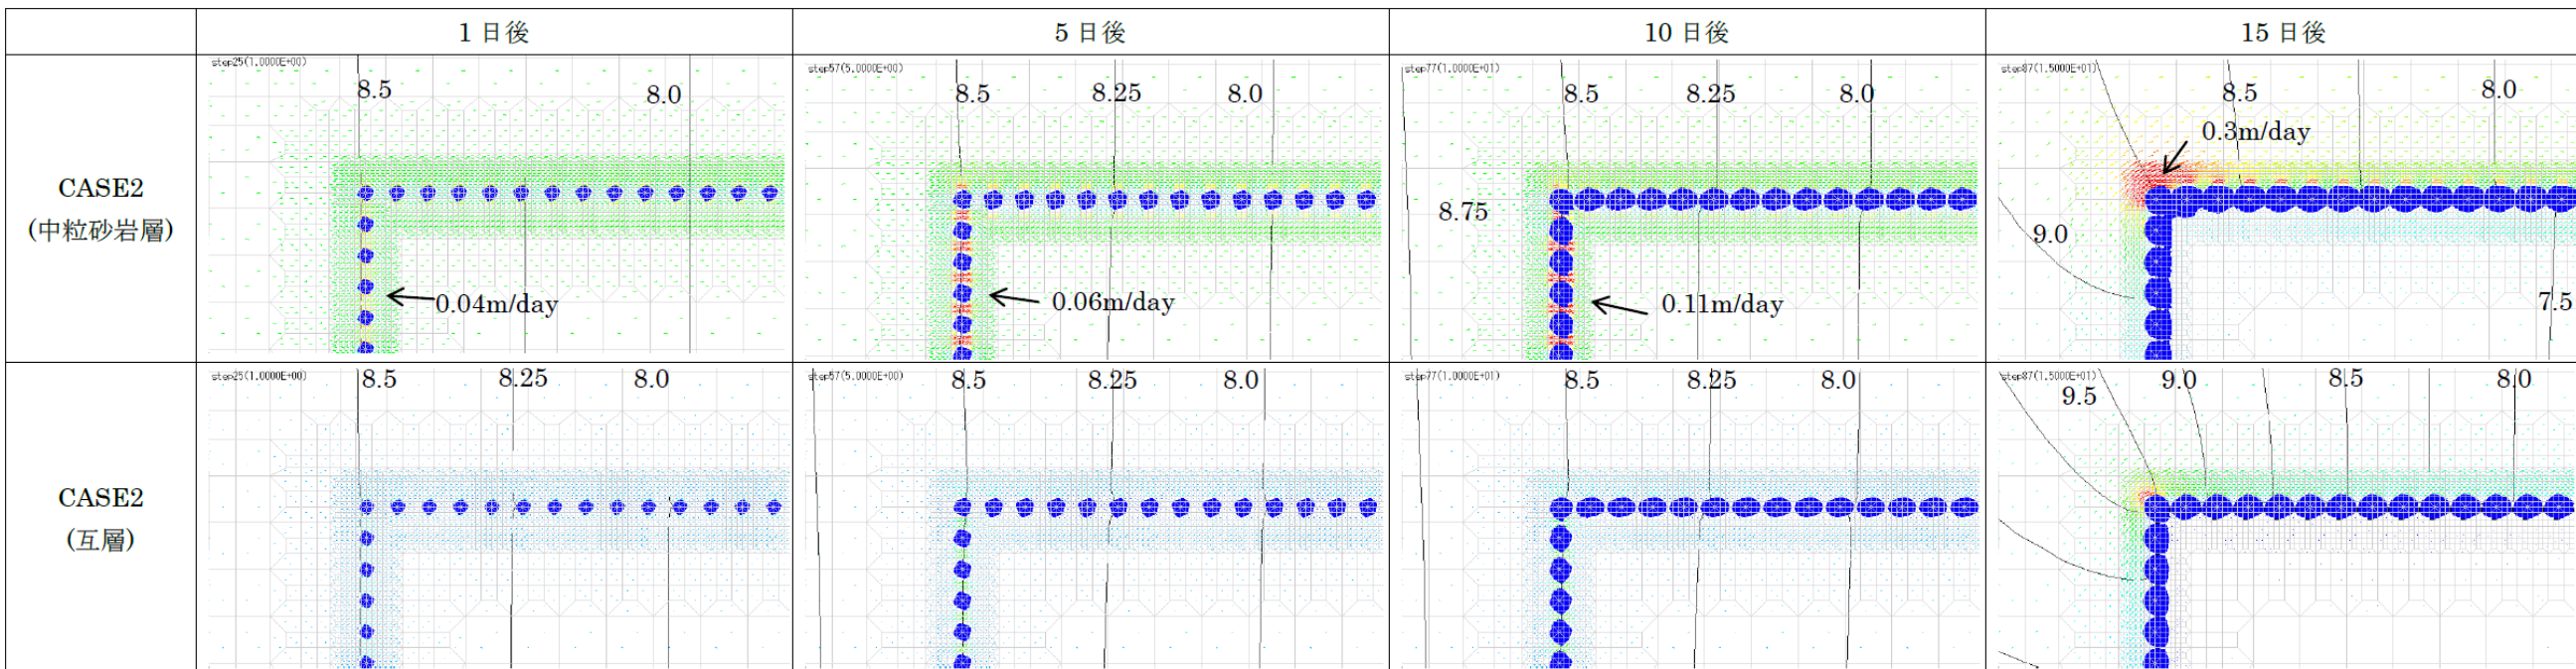 1 日後
5 日後
10 日後
15 日後
CASE2
(中粒砂岩層)
step25(1.0000E+00)
8.5
8.0
0.04m/day
step57(5.0000E+00)
8.5
8.25
8.0
0.06m/day
step77(1.0000E+01)
8.5
8.25
8.0
8.75
0.11m/day
step87(1.5000E+01)
8.5
8.0
0.3m/day
9.0
7.5
CASE2
(互層)
step25(1.0000E+00)
8.5
8.25
8.0
step57(5.0000E+00)
8.5
8.25
8.0
step77(1.0000E+01)
8.5
8.25
8.0
step87(1.5000E+01)
9.0
8.5
8.0
9.5